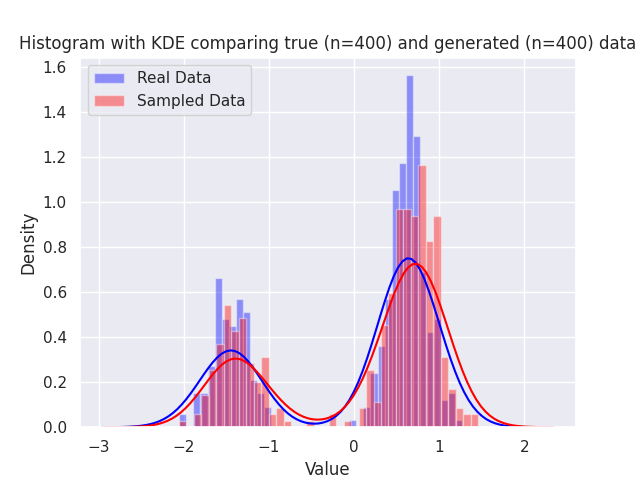 Histogram with KDE comparing true (n=400) and generated (n=400) data
Real Data
Sampled Data
1.6
1.4
1.2
1.0
0.8
0.6
0.4
0.2
0.0
Density
−3 −2 −1 0 1 2
Value